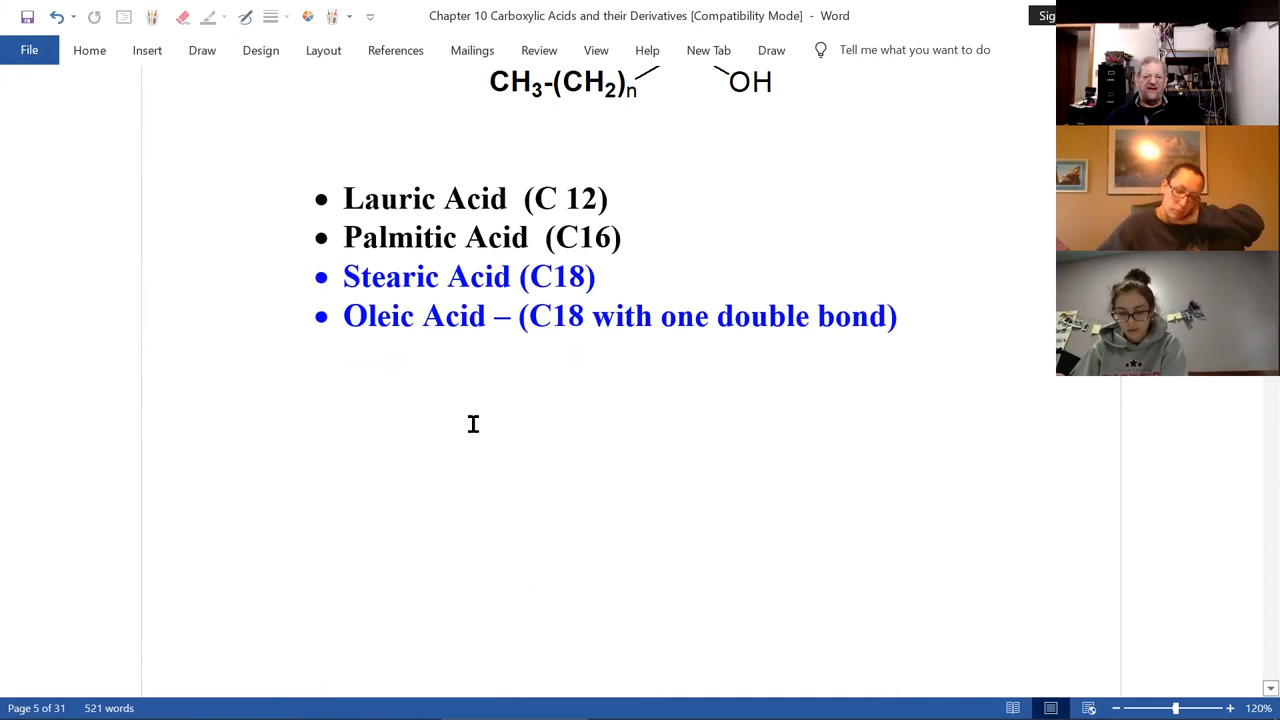 Chapter 10 Carboxylic Acids and their Derivatives [Compatibility Mode] - Word
Sig
File Home Insert Draw Design Layout References Mailings Review View Help New Tab Draw Tell me what you want to do
CH3-(CH2)n OH
• Lauric Acid (C 12)
• Palmitic Acid (C16)
• Stearic Acid (C18)
• Oleic Acid – (C18 with one double bond)
Page 5 of 31 521 words 120%